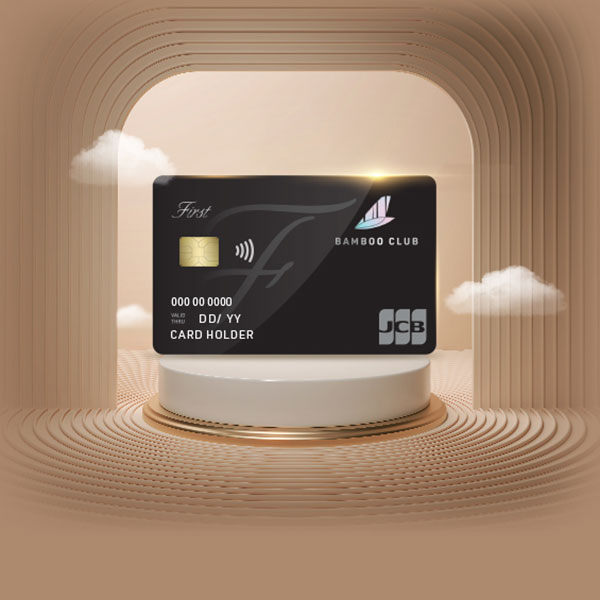 First
BAMBOO CLUB
000 00 0000
VALID
THRU
DD/ YY
CARD HOLDER
JCB